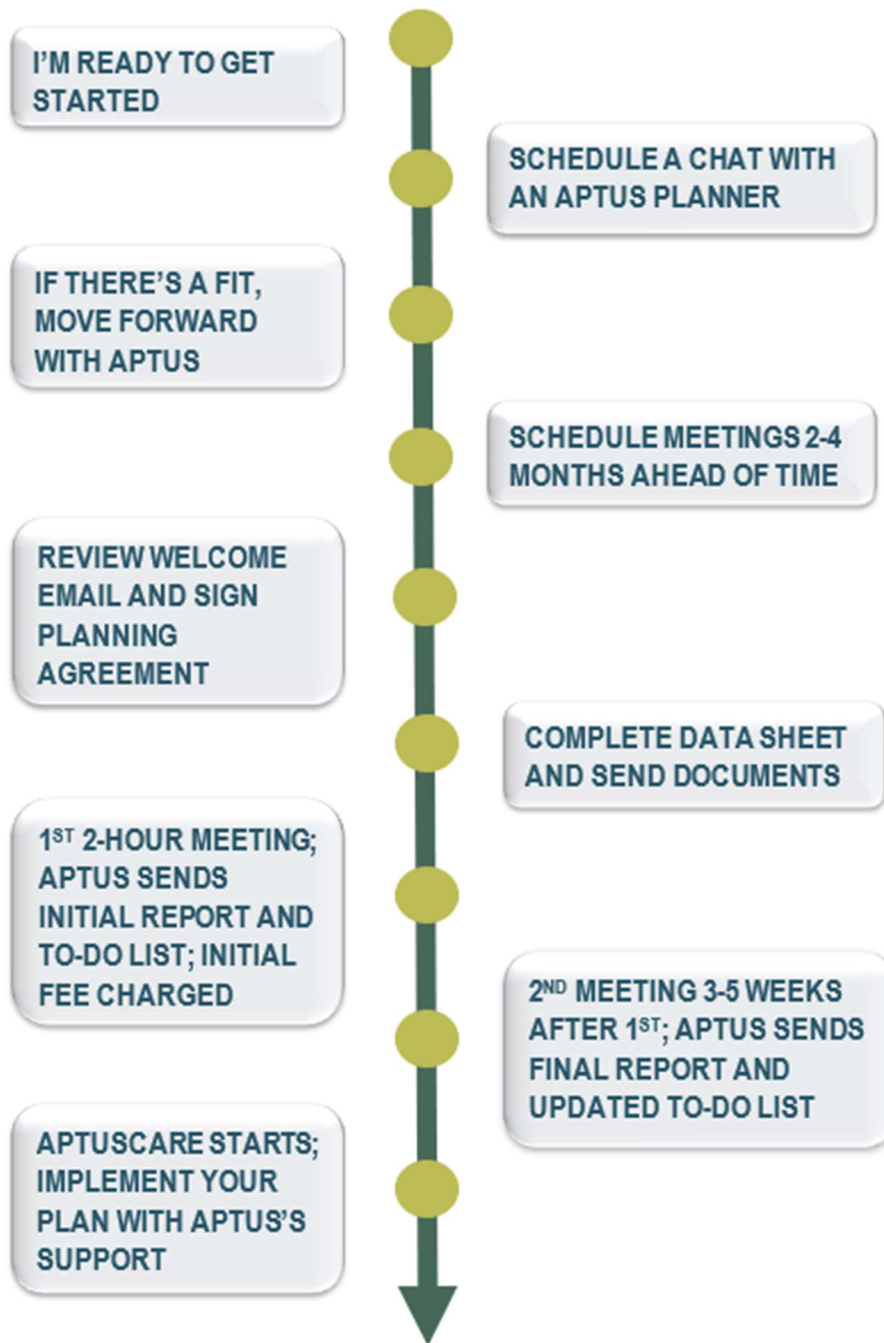 I'M READY TO GET
STARTED
SCHEDULE A CHAT WITH
AN APTUS PLANNER
IF THERE'S A FIT,
MOVE FORWARD
WITH APTUS
SCHEDULE MEETINGS 2-4
MONTHS AHEAD OF TIME
REVIEW WELCOME
EMAIL AND SIGN
PLANNING
AGREEMENT
COMPLETE DATA SHEET
AND SEND DOCUMENTS
1ST 2-HOUR MEETING;
APTUS SENDS
INITIAL REPORT AND
TO-DO LIST; INITIAL
FEE CHARGED
2ND MEETING 3-5 WEEKS
AFTER 1ST; APTUS SENDS
FINAL REPORT AND
UPDATED TO-DO LIST
APTUSCARE STARTS;
IMPLEMENT YOUR
PLAN WITH APTUS'S
SUPPORT